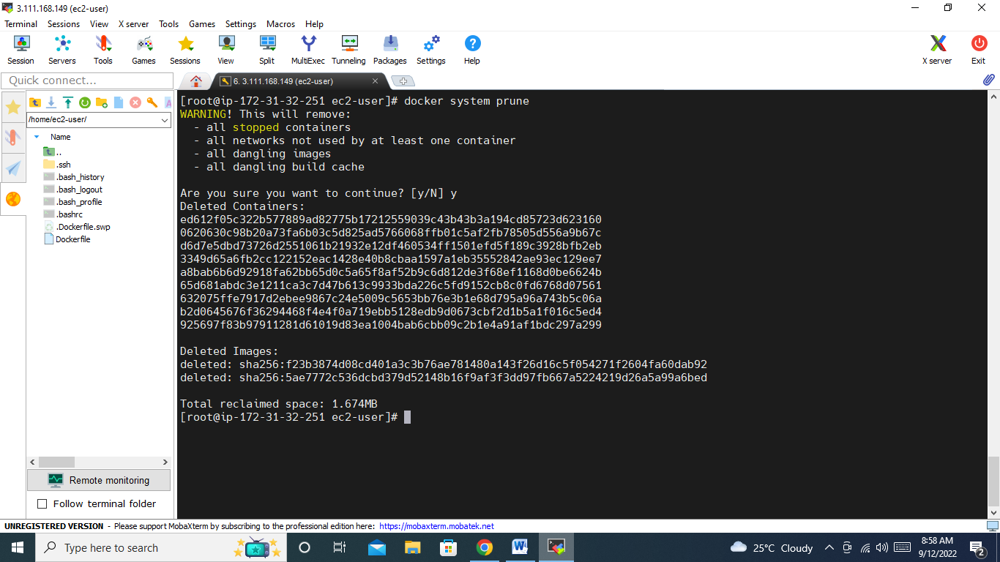 3.111.168.149 (ec2-user)
Terminal Sessions View X server Tools Games Settings Macros Help
Session Servers Tools Games Sessions View Split MultiExec Tunneling Packages Settings Help X server Exit
Quick connect...
6. 3.111.168.149 (ec2-user)
/home/ec2-user/
Name
..
.ssh
.bash_history
.bash_logout
.bash_profile
.bashrc
.Dockerfile.swp
Dockerfile
Remote monitoring
Follow terminal folder
[root@ip-172-31-32-251 ec2-user]# docker system prune
WARNING! This will remove:
- all stopped containers
- all networks not used by at least one container
- all dangling images
- all dangling build cache
Are you sure you want to continue? [y/N] y
Deleted Containers:
ed612f05c322b577889ad82775b17212559039c43b43b3a194cd85723d623160
0620630c98b20a73fa6b03c5d825ad5766068ffb01c5af2fb78505d556a9b67c
d6d7e5dbd73726d2551061b21932e12df460534ff1501efd5f189c3928bfb2eb
3349d65a6fb2cc122152eac1428e40b8cbaa1597a1eb35552842ae93ec129ee7
a8bab6b6d92918fa62bb65d0c5a65f8af52b9c6d812de3f68ef1168d0be6624b
65d681abdc3e1211ca3c7d47b613c9933bda226c5fd9152cb8c0fd6768d07561
632075ffe7917d2ebee9867c24e5009c5653bb76e3b1e68d795a96a743b5c06a
b2d0645676f36294468f4e4f0a719ebb5128edb9d0673cbf2d1b5a1f016c5ed4
925697f83b97911281d61019d83ea1004bab6cbb09c2b1e4a91af1bdc297a299
Deleted Images:
deleted: sha256:f23b3874d08cd401a3c3b76ae781480a143f26d16c5f054271f2604fa60dab92
deleted: sha256:5ae7772c536dcbd379d52148b16f9af3f3dd97fb667a5224219d26a5a99a6bed
Total reclaimed space: 1.674MB
[root@ip-172-31-32-251 ec2-user]#
UNREGISTERED VERSION - Please support MobaXterm by subscribing to the professional edition here: https://mobaxterm.mobatek.net
Type here to search
25°C Cloudy
8:58 AM
9/12/2022
2